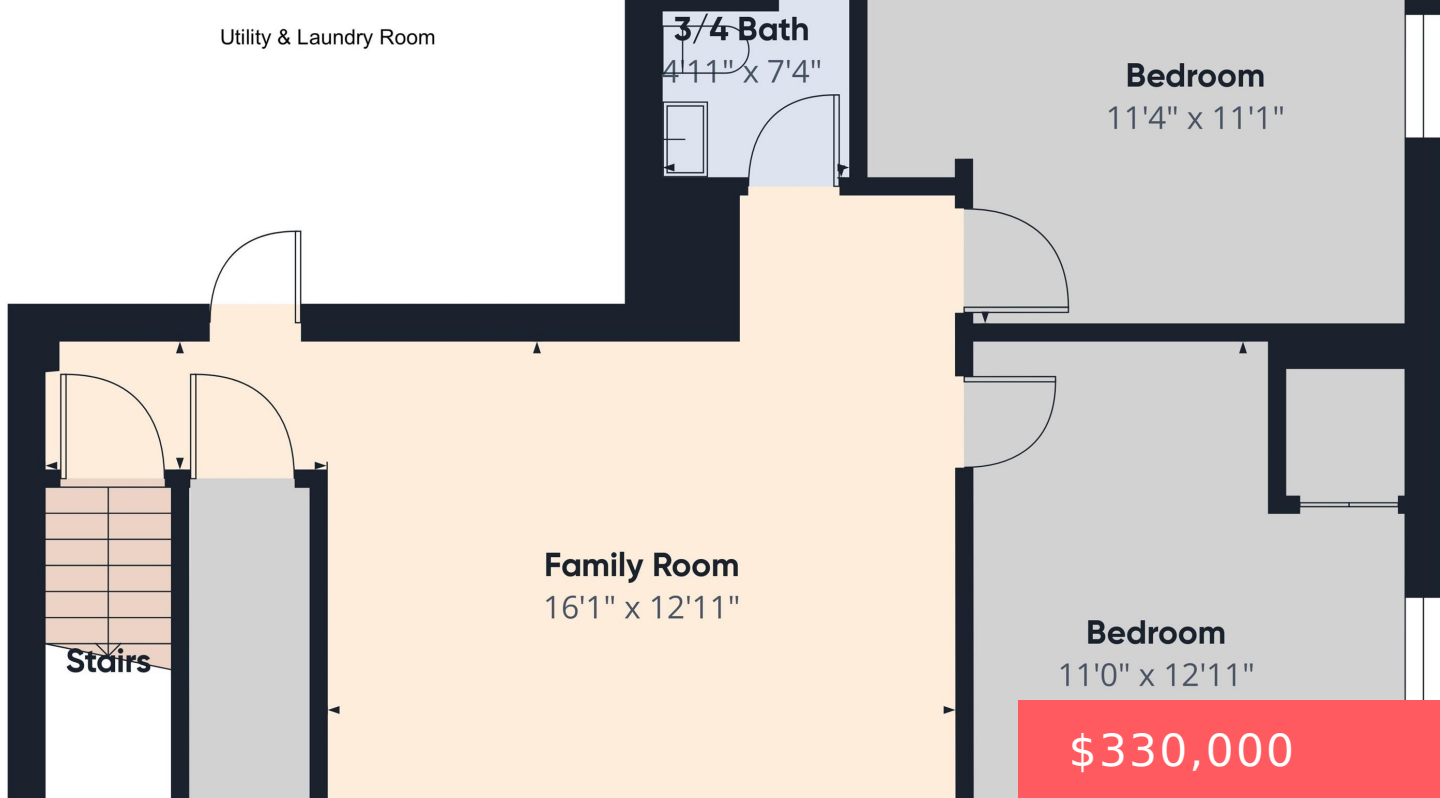 Utility & Laundry Room
3/4 Bath
4'11" x 7'4"
Bedroom
11'4" x 11'1"
Family Room
16'1" x 12'11"
Stairs
Bedroom
11'0" x 12'11"
$330,000